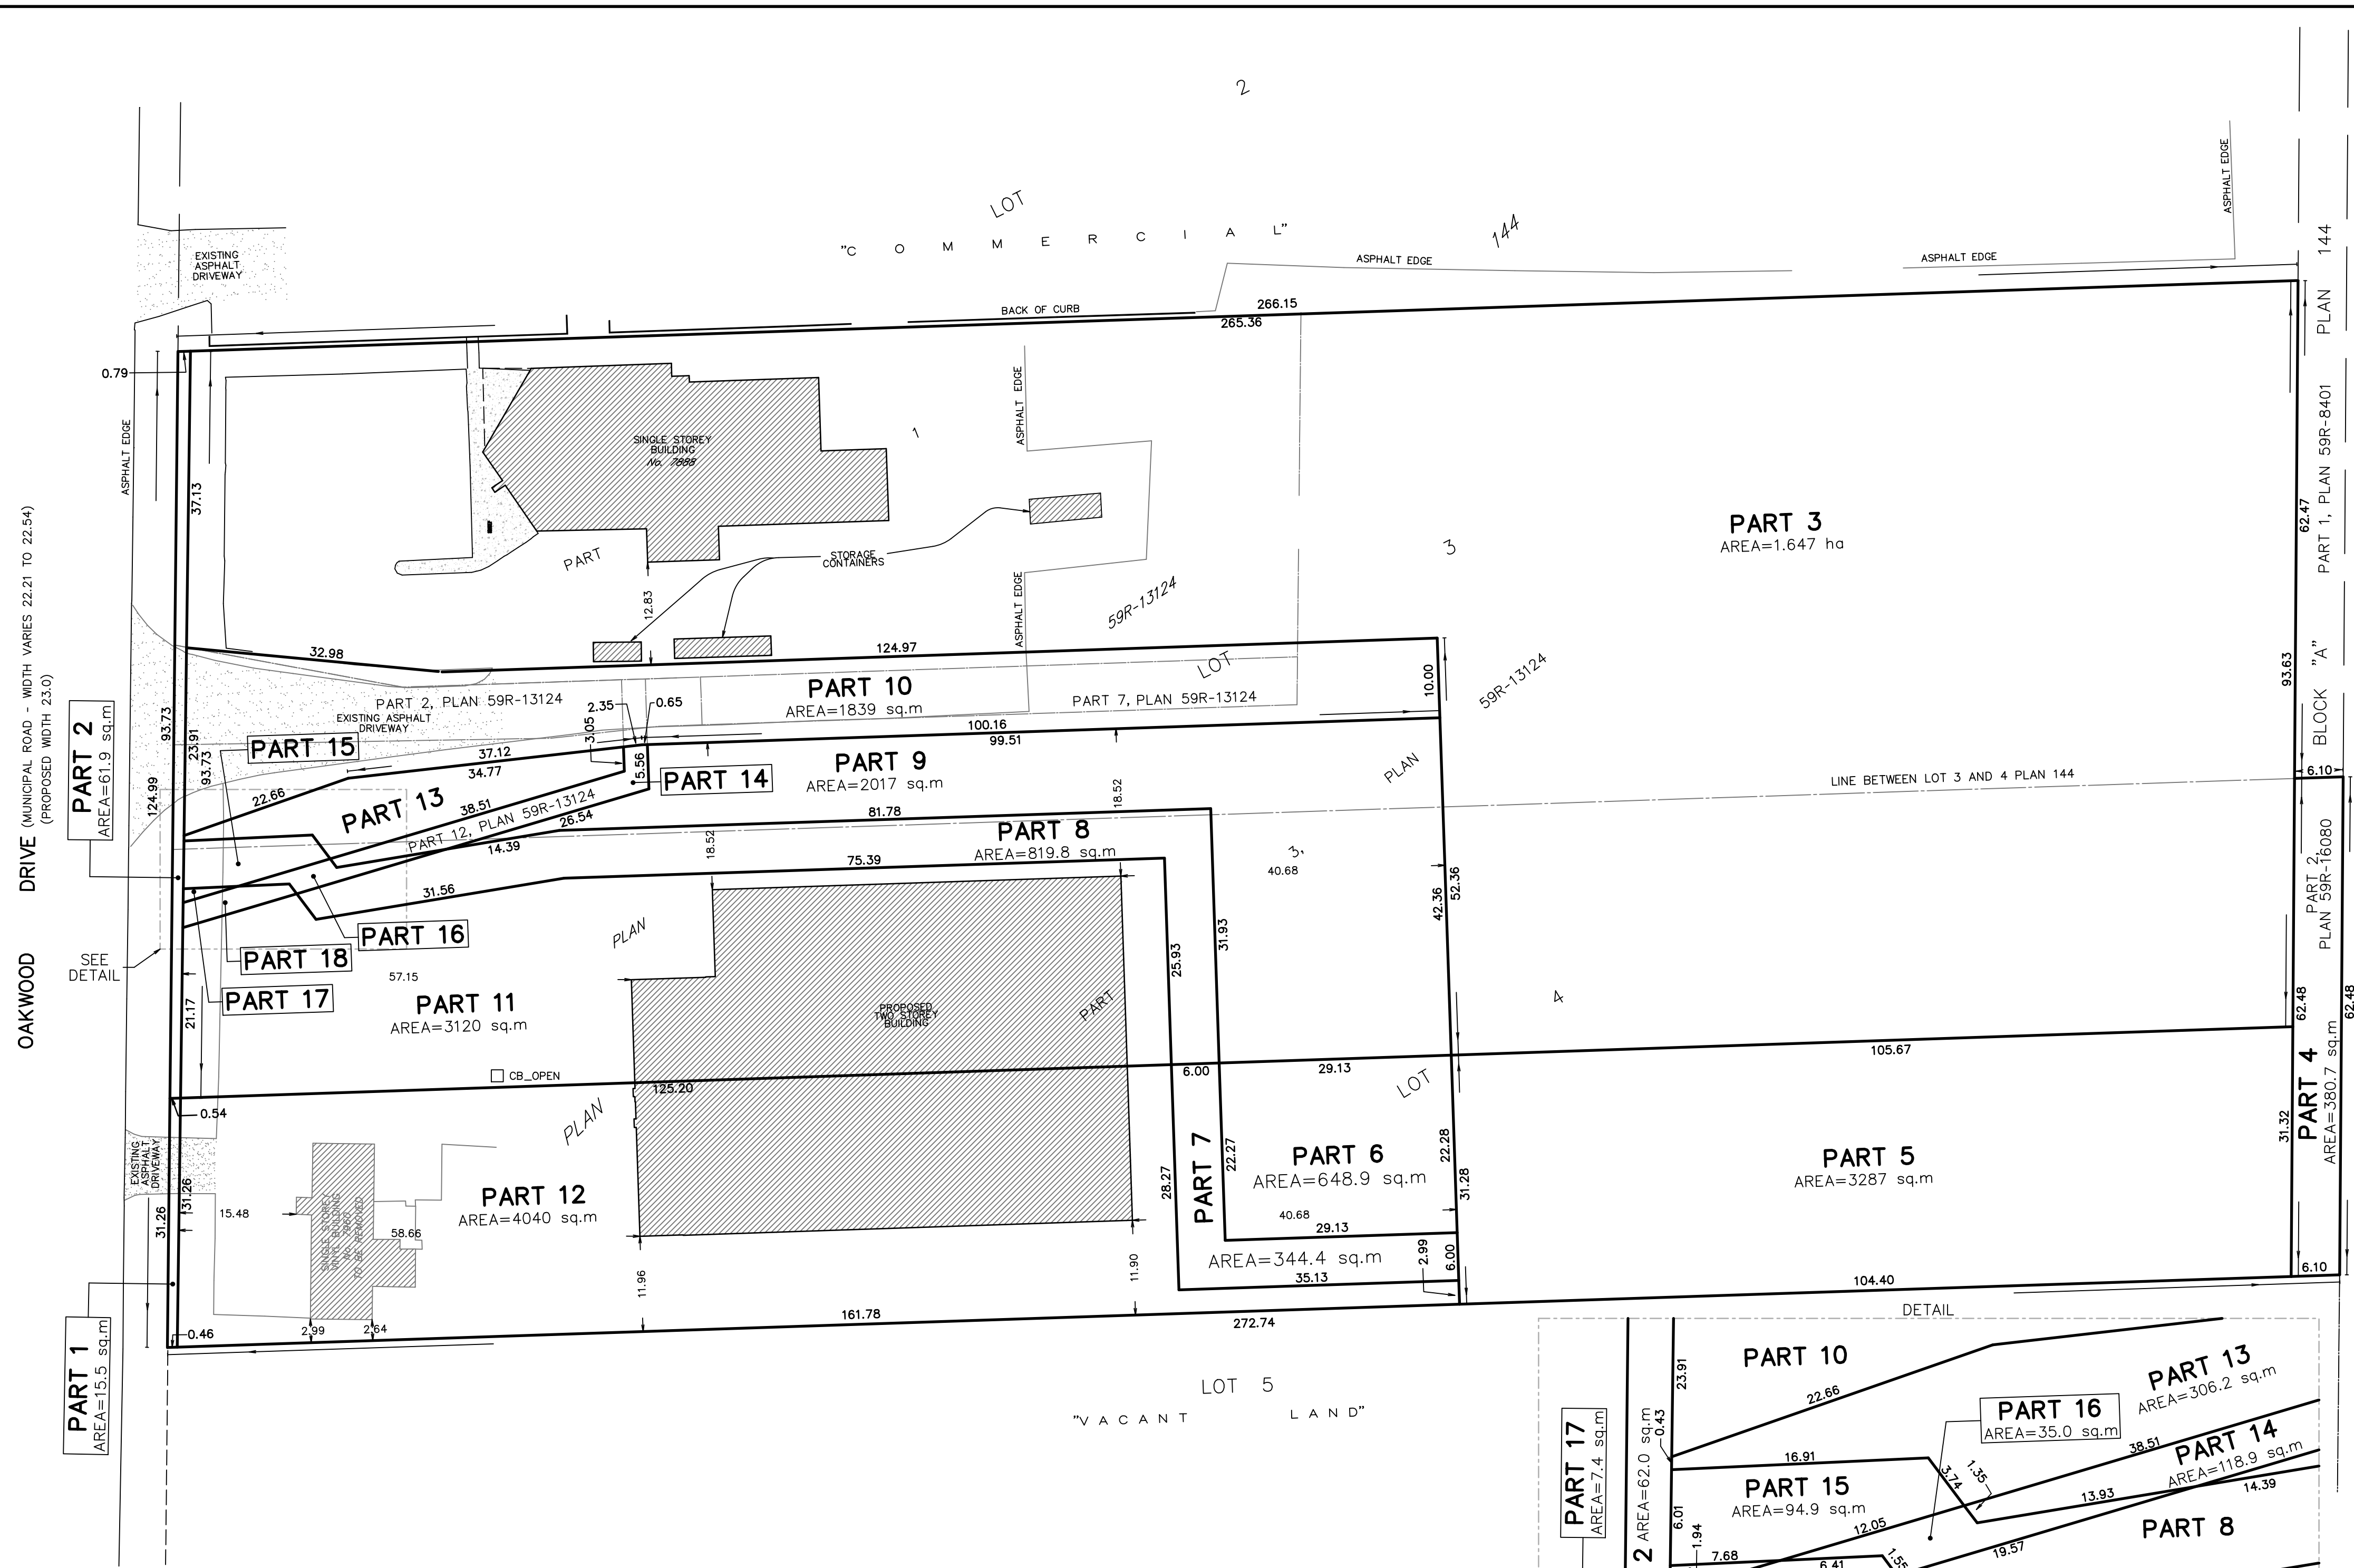 2
LOT
"COMMERCIAL"
144
ASPHALT EDGE
ASPHALT EDGE
ASPHALT EDGE
PLAN 144
EXISTING
ASPHALT
DRIVEWAY
BACK OF CURB
266.15
265.36
0.79
ASPHALT EDGE
37.13
SINGLE STOREY
BUILDING
No. 7888
1
ASPHALT EDGE
STORAGE
CONTAINERS
PART
12.83
ASPHALT EDGE
59R-13124
3
PART 3
AREA=1.647 ha
62.47
93.63
PART 1, PLAN 59R-8401
BLOCK "A"
OAKWOOD DRIVE (MUNICIPAL ROAD - WIDTH VARIES 22.21 TO 22.54)
(PROPOSED WIDTH 23.0)
PART 2
AREA=61.9 sq.m
93.73
23.91
93.73
124.99
32.98
124.97
LOT
10.00
59R-13124
PART 2, PLAN 59R-13124
EXISTING ASPHALT
DRIVEWAY
2.35
0.65
3.05
PART 10
AREA=1839 sq.m
PART 7, PLAN 59R-13124
100.16
99.51
PART 15
37.12
34.77
22.66
5.56
PART 14
PART 9
AREA=2017 sq.m
18.52
PLAN
LINE BETWEEN LOT 3 AND 4 PLAN 144
6.10
PART 13
38.51
PART 12, PLAN 59R-13124
26.54
14.39
81.78
18.52
PART 8
AREA=819.8 sq.m
75.39
3,
40.68
31.56
42.36
52.36
PART 2,
PLAN 59R-16080
SEE
DETAIL
PART 16
PART 18
PART 17
PLAN
57.15
21.17
PART 11
AREA=3120 sq.m
PROPOSED
TWO STOREY
BUILDING
PART
25.93
31.93
4
62.48
62.48
CB_OPEN
125.20
6.00
29.13
105.67
0.54
LOT
PLAN
EXISTING
ASPHALT
DRIVEWAY
31.26
31.26
15.48
SINGLE STOREY
VINYL BUILDING
No. 7960
TO BE REMOVED
58.66
PART 12
AREA=4040 sq.m
28.27
PART 7
22.27
PART 6
AREA=648.9 sq.m
40.68
29.13
22.28
31.28
PART 5
AREA=3287 sq.m
31.32
PART 4
AREA=380.7 sq.m
11.96
11.90
AREA=344.4 sq.m
35.13
2.99
6.00
104.40
6.10
0.46
2.99
2.64
161.78
272.74
PART 1
AREA=15.5 sq.m
LOT 5
"VACANT LAND"
DETAIL
23.91
PART 10
22.66
PART 13
AREA=306.2 sq.m
PART 17
AREA=7.4 sq.m
2 AREA=62.0 sq.m
0.43
16.91
PART 16
AREA=35.0 sq.m
38.51
PART 14
AREA=118.9 sq.m
3.74
1.35
PART 15
AREA=94.9 sq.m
13.93
14.39
6.01
1.94
12.05
PART 8
7.68
6.41
1.55
19.57